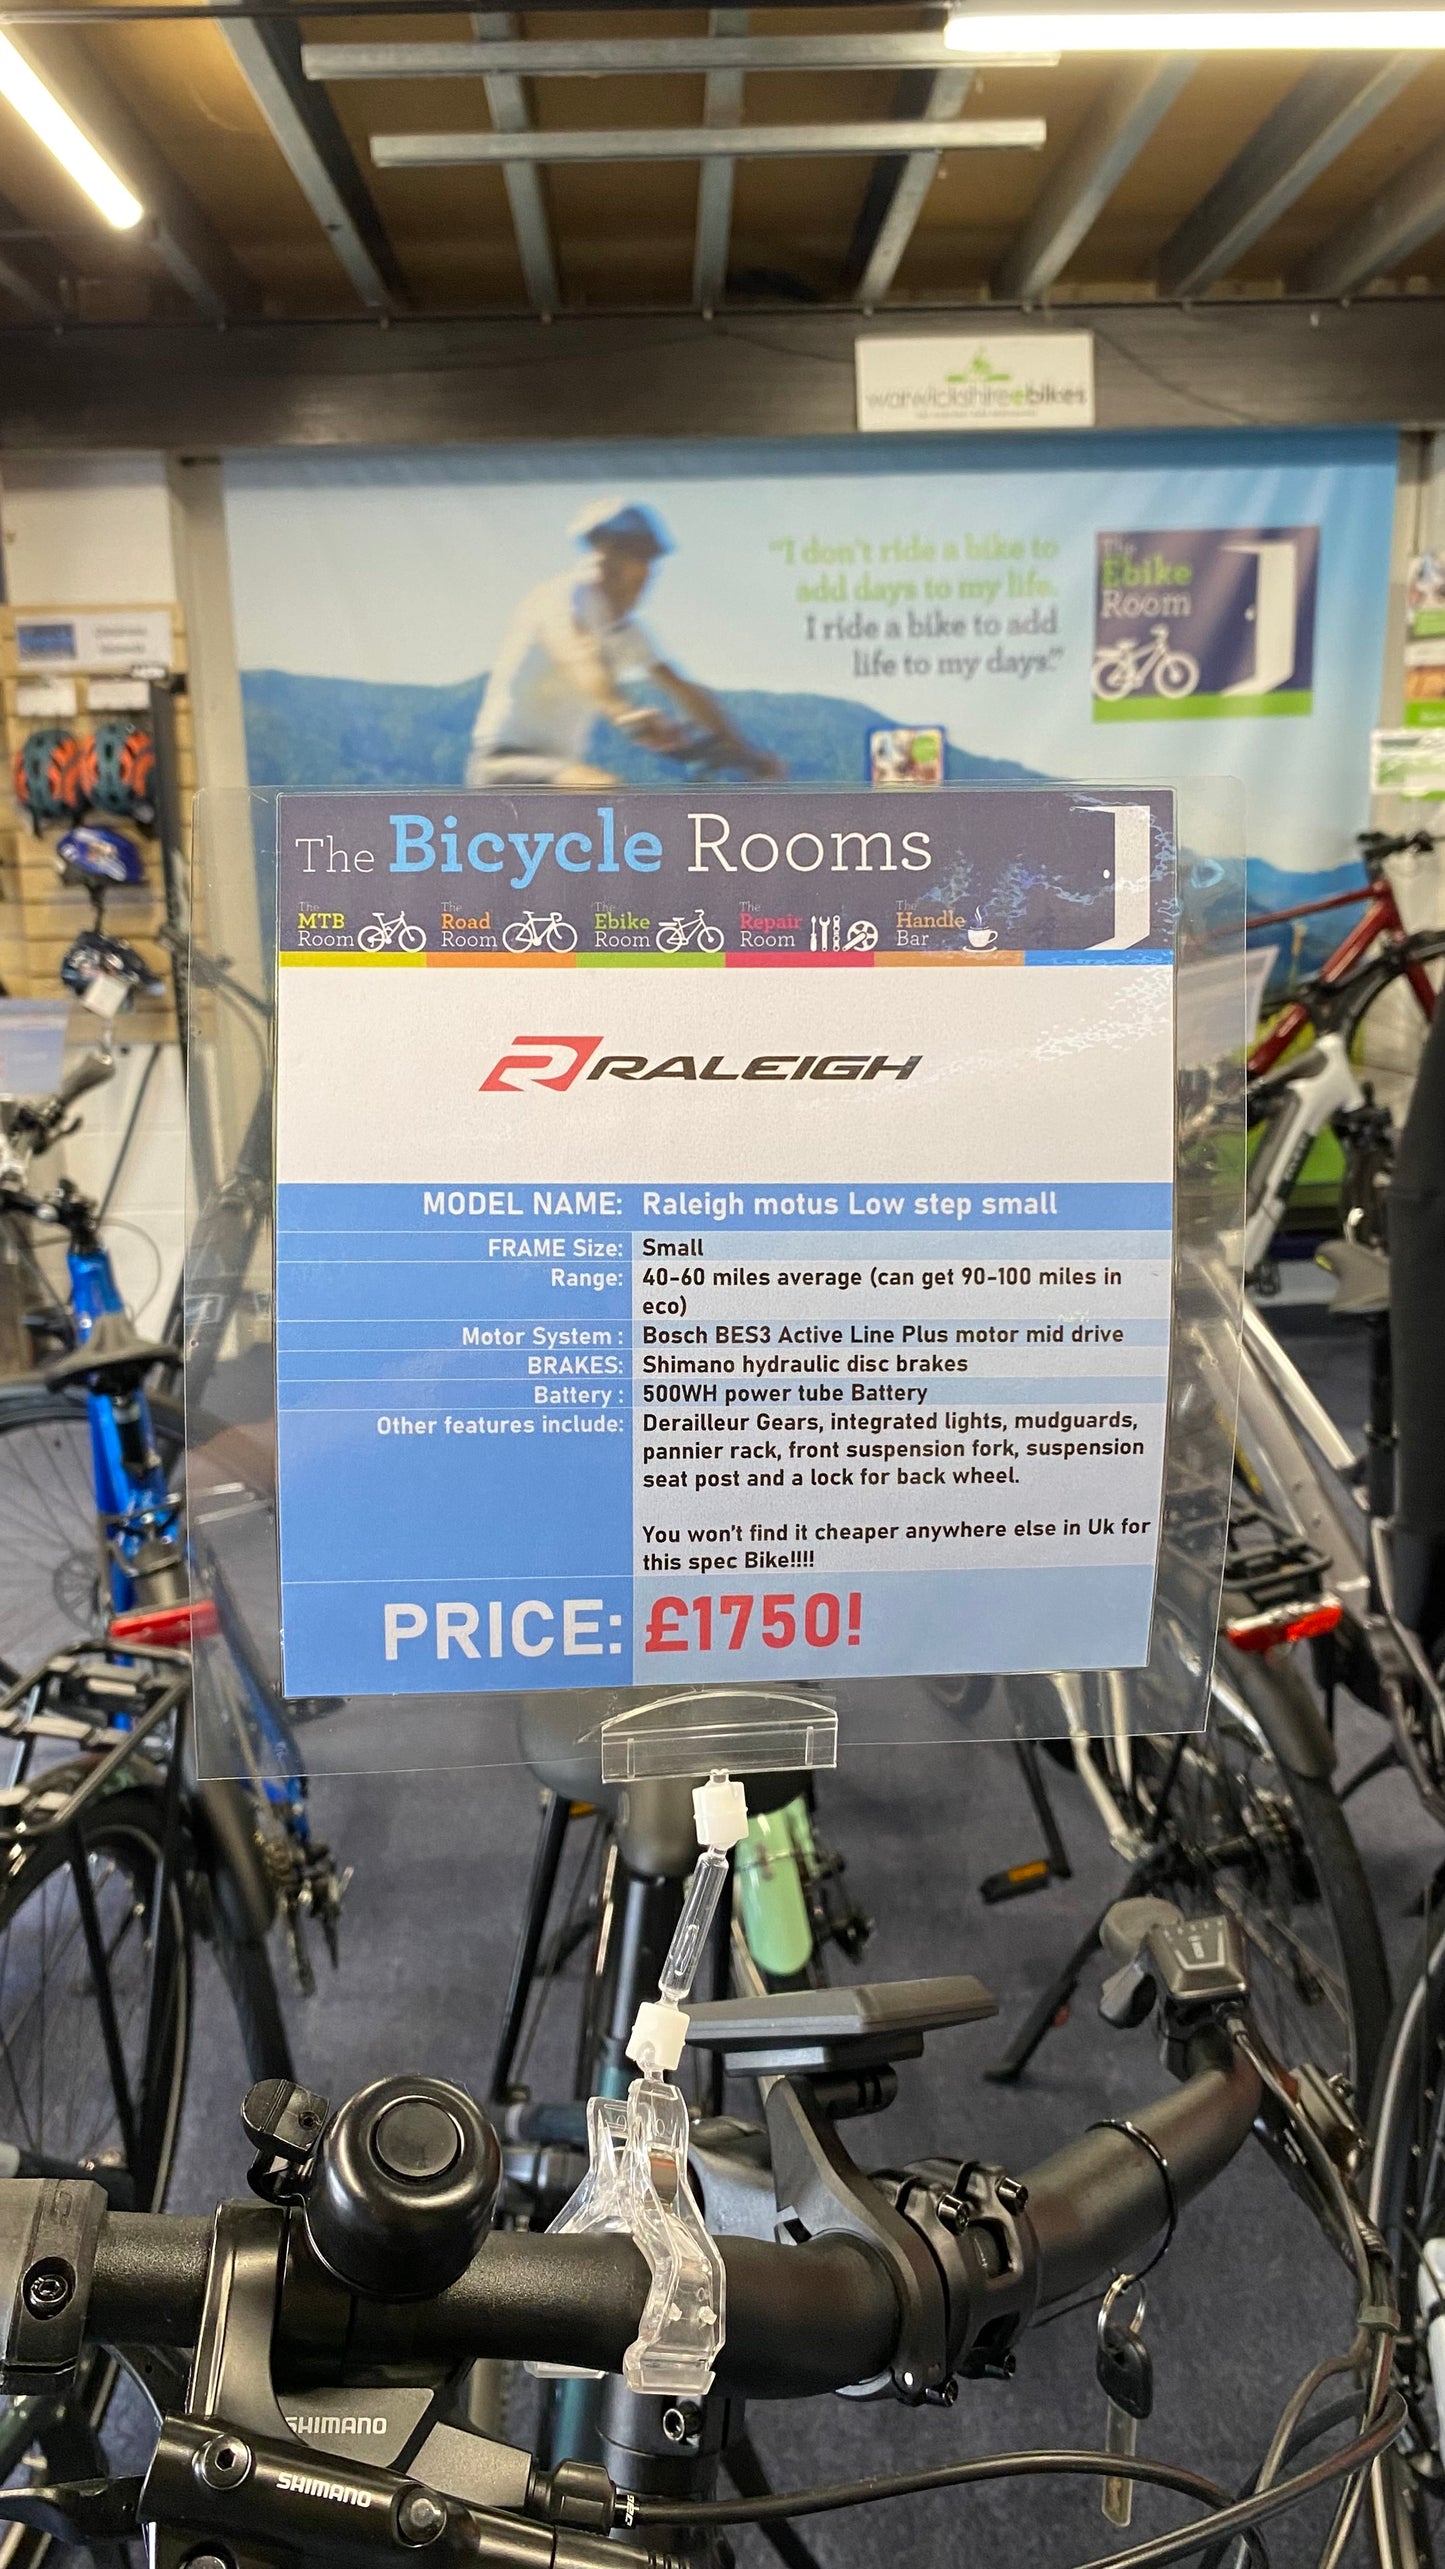 warwickshireebikes
"I don't ride a bike to
add days to my life.
I ride a bike to add
life to my days."
The
Ebike
Room
The Bicycle Rooms
The MTB Room
The Road Room
The Ebike Room
The Repair Room
The Handle Bar
RALEIGH
MODEL NAME: Raleigh motus Low step small
FRAME Size: Small
Range: 40-60 miles average (can get 90-100 miles in
eco)
Motor System : Bosch BES3 Active Line Plus motor mid drive
BRAKES: Shimano hydraulic disc brakes
Battery : 500WH power tube Battery
Other features include: Derailleur Gears, integrated lights, mudguards,
pannier rack, front suspension fork, suspension
seat post and a lock for back wheel.
You won't find it cheaper anywhere else in Uk for
this spec Bike!!!!
PRICE: £1750!
SHIMANO
SHIMANO